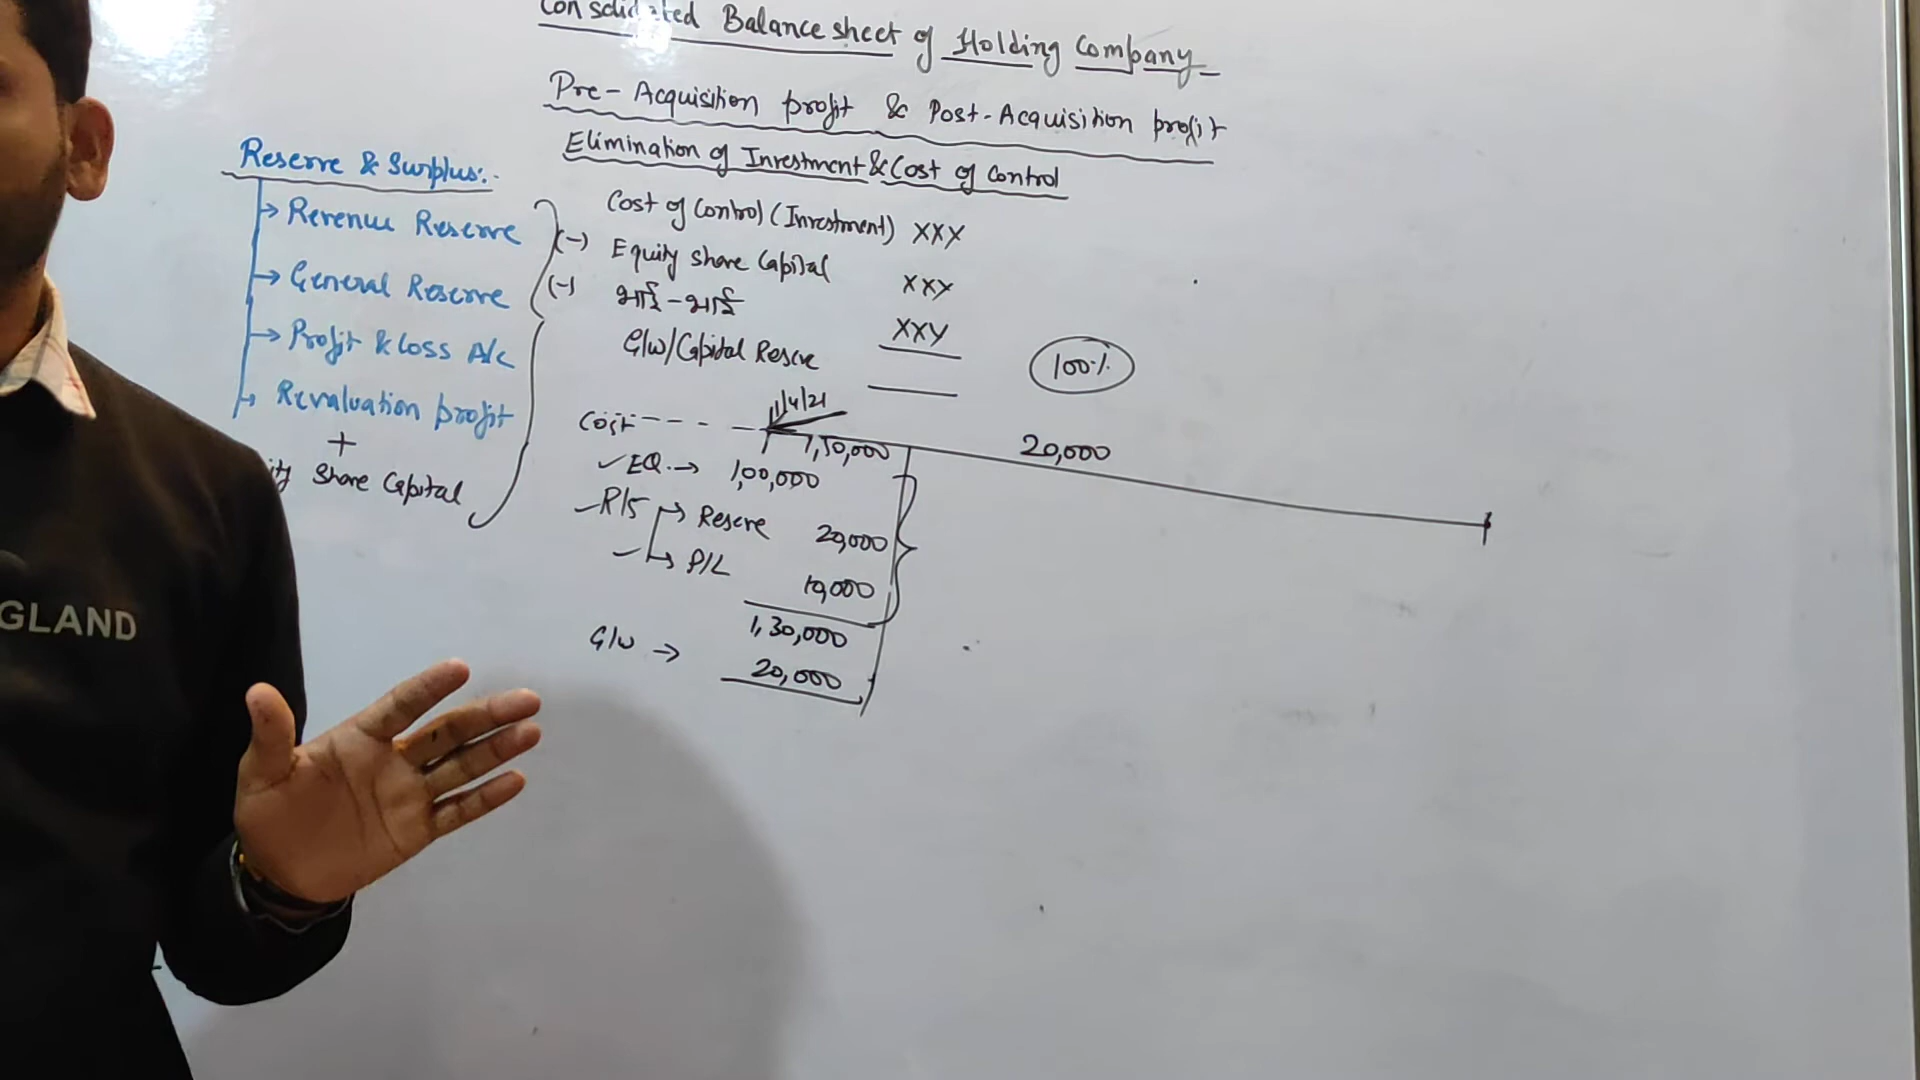 Consolidated Balance sheet of Holding Company
Pre-Acquisition profit & Post-Acquisition profit
Elimination of Investment & Cost of Control
Reserve & Surplus:-
→ Revenue Reserve
→ General Reserve
→ Profit & Loss A/c
→ Revaluation profit
+
ity Share Capital
Cost of Control (Investment) XXX
(-) Equity Share Capital XXX
(-) भाई-भाई XXX
G/W/Capital Reserve
100%
1/4/21
Cost - - - - 1,50,000
20,000
EQ. → 1,00,000
R/S → Reserve 20,000
→ P/L 10,000
1,30,000
G/W → 20,000
GLAND